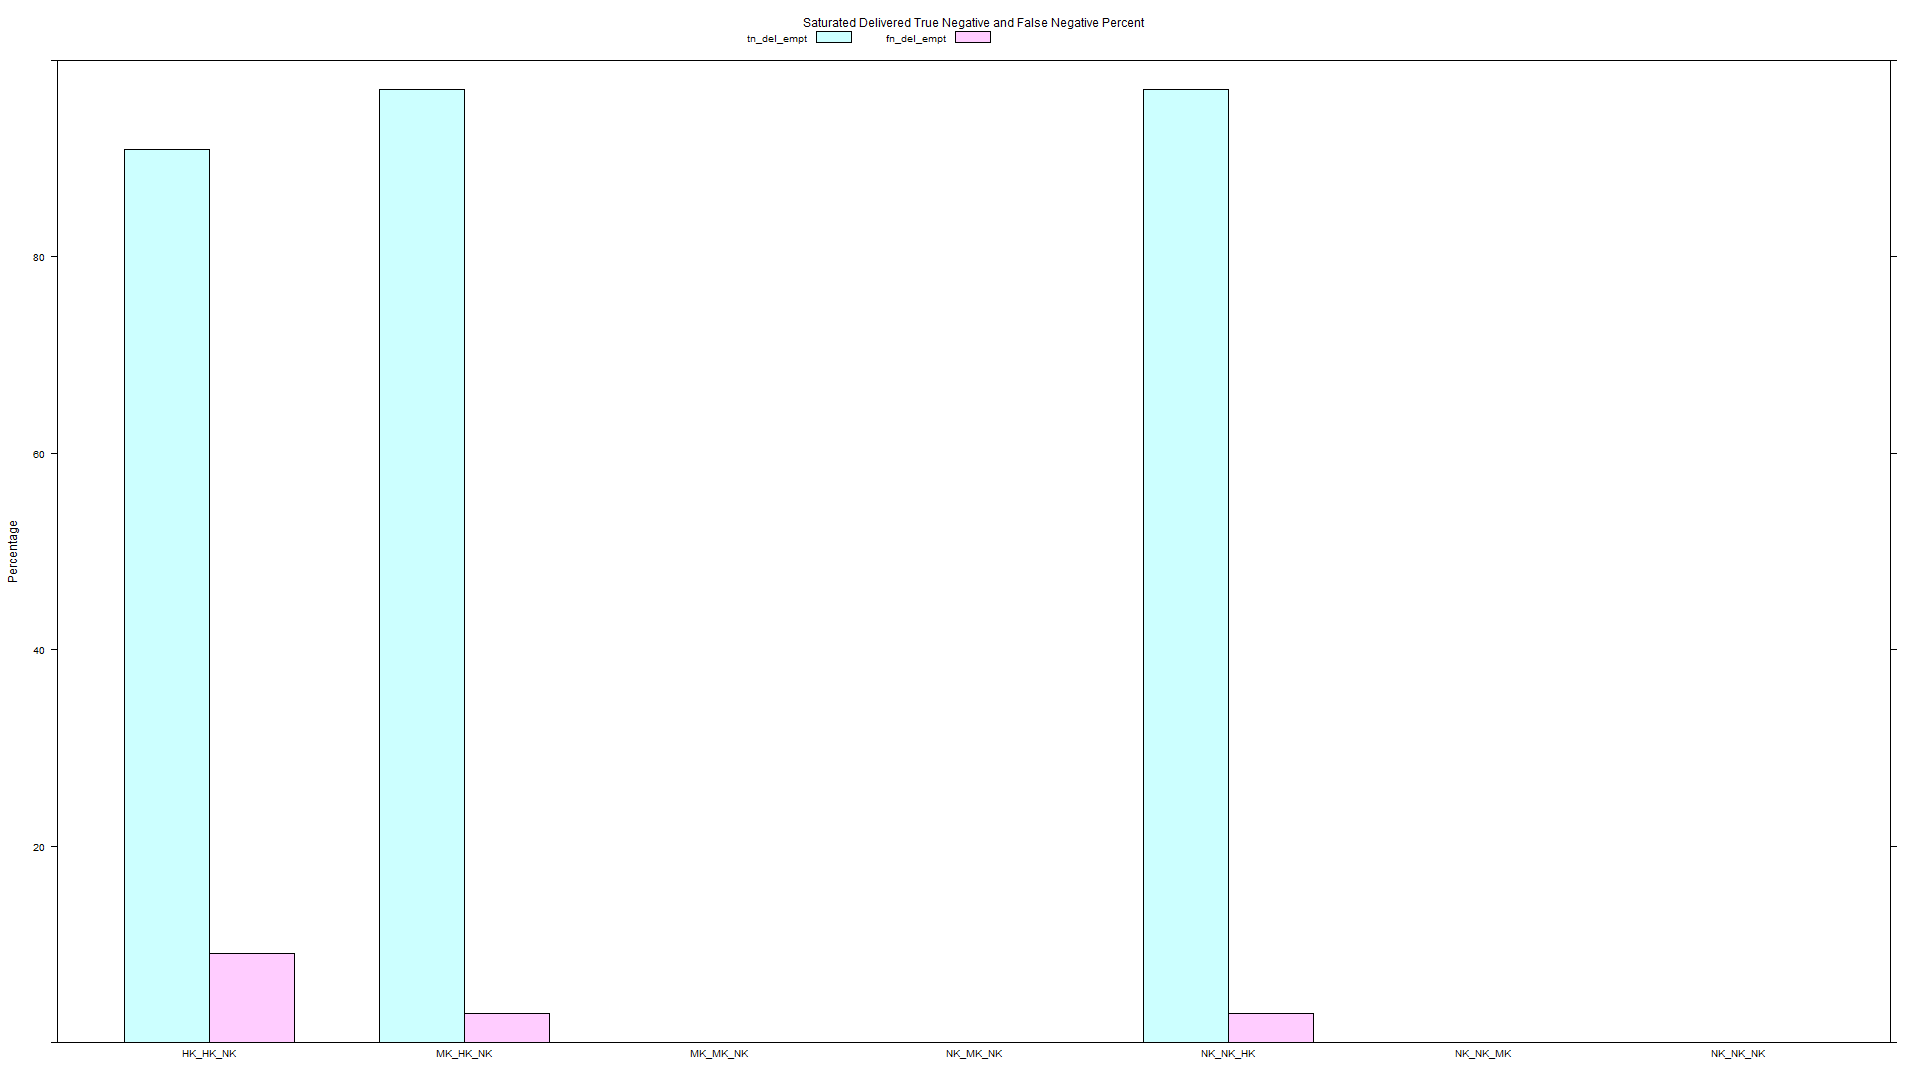 Saturated Delivered True Negative and False Negative Percent
tn_del_empt fn_del_empt
80
60
40
20
Percentage
HK_HK_NK MK_HK_NK MK_MK_NK NK_MK_NK NK_NK_HK NK_NK_MK NK_NK_NK